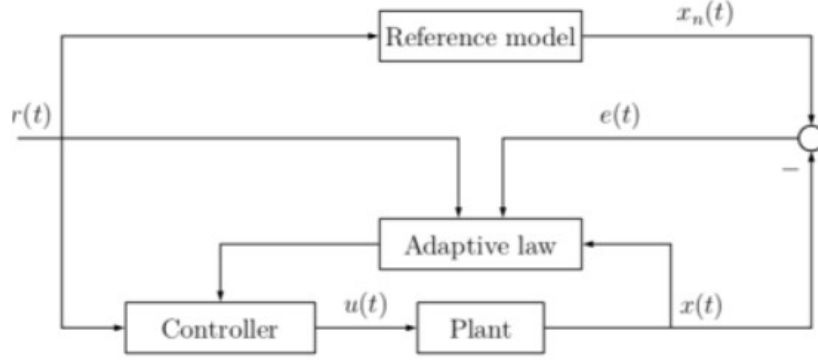 x_n(t)
Reference model
r(t)
e(t)
−
Adaptive law
u(t)
x(t)
Controller
Plant